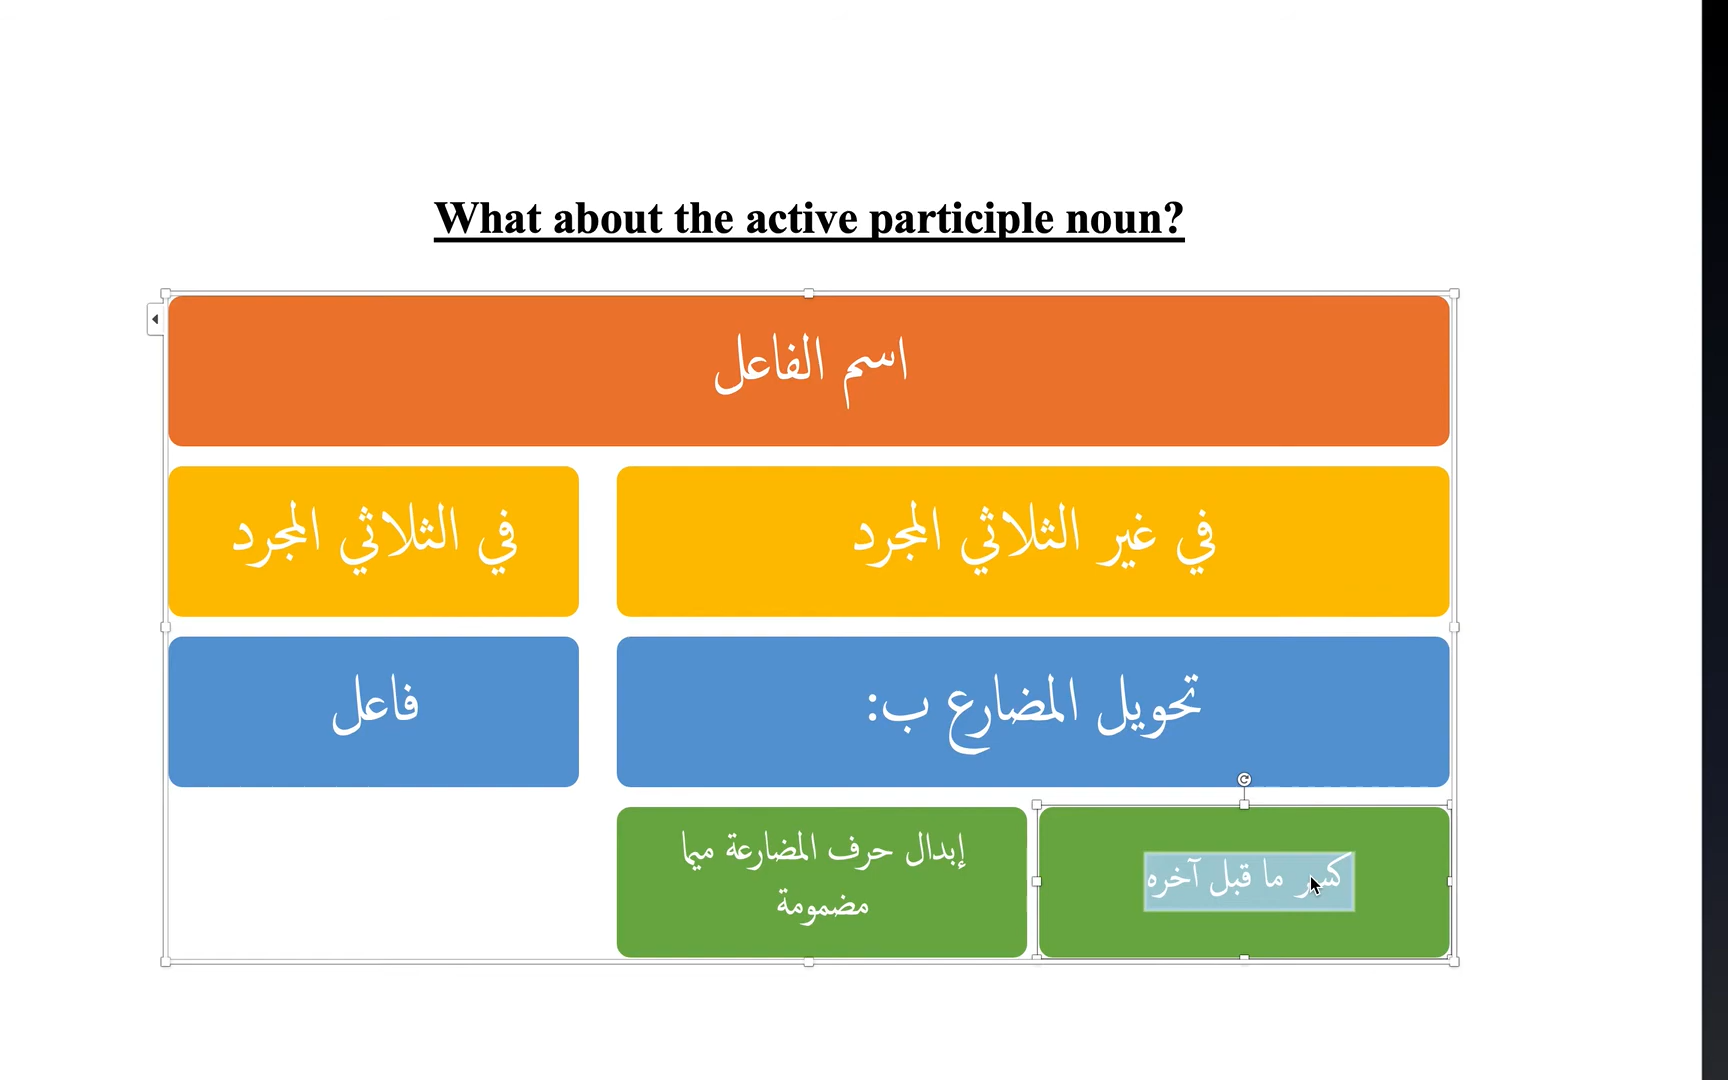 What about the active participle noun?
اسم الفاعل
في غير الثلاثي المجرد
في الثلاثي المجرد
تحويل المضارع ب:
فاعل
كسر ما قبل آخره
إبدال حرف المضارعة ميما
مضمومة